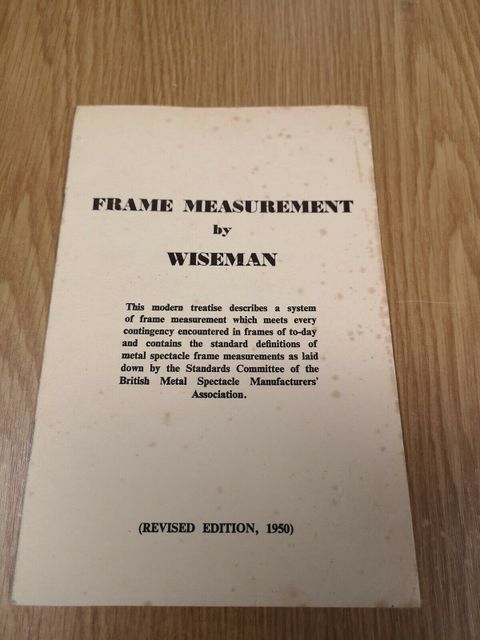 FRAME MEASUREMENT
by
WISEMAN
This modern treatise describes a system
of frame measurement which meets every
contingency encountered in frames of to-day
and contains the standard definitions of
metal spectacle frame measurements as laid
down by the Standards Committee of the
British Metal Spectacle Manufacturers'
Association.
(REVISED EDITION, 1950)